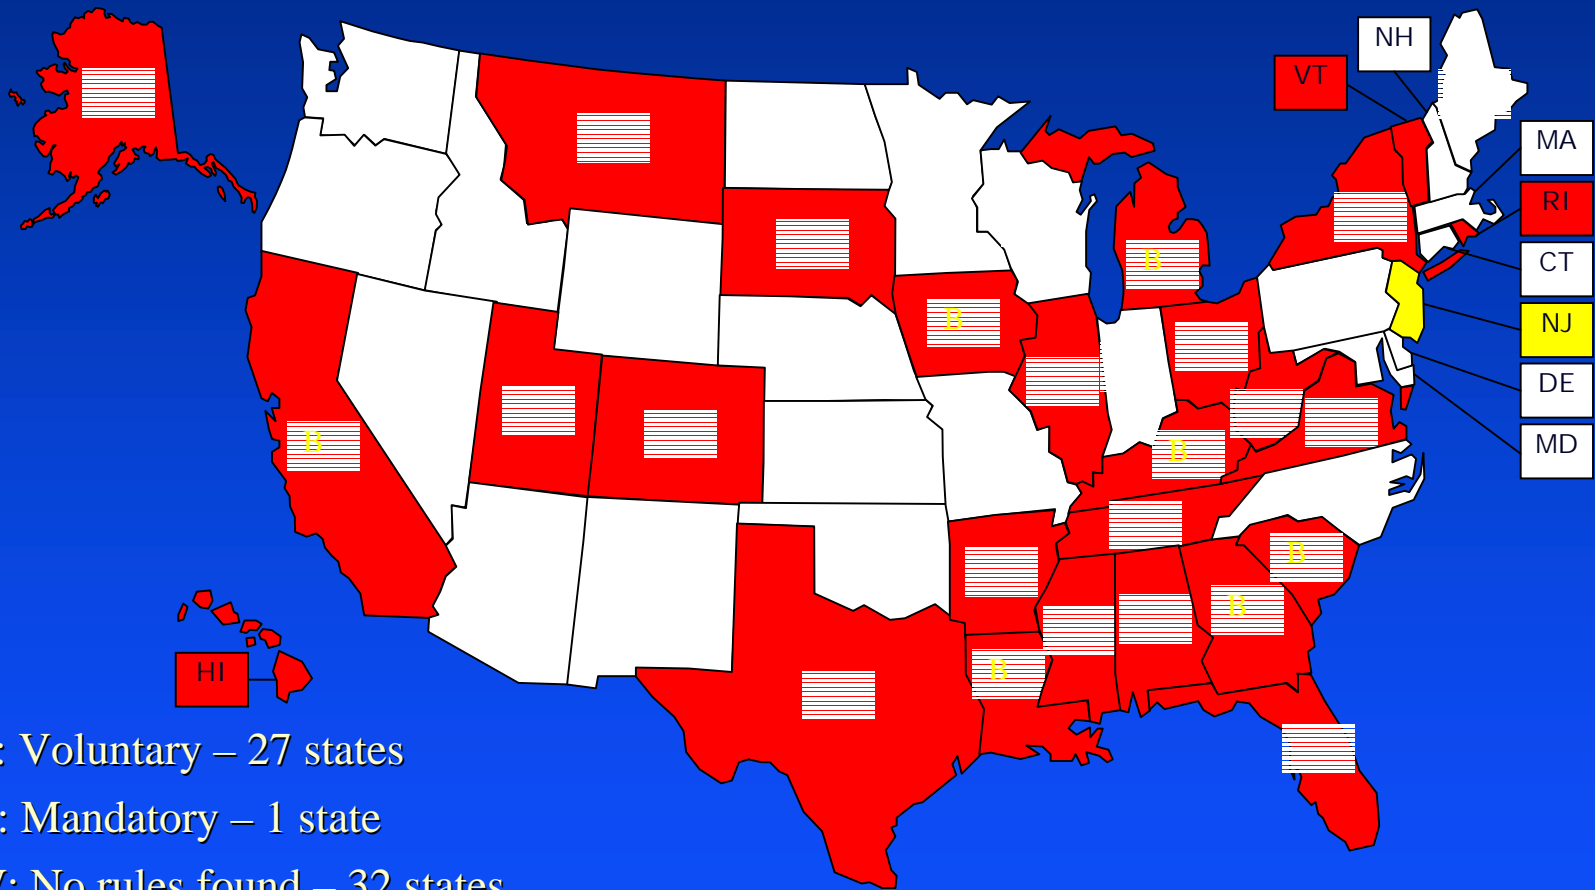 NH
VT
MA
RI
CT
NJ
DE
MD
B
B
B
B
B
B
B
HI
: Voluntary – 27 states
: Mandatory – 1 state
: No rules found – 32 states